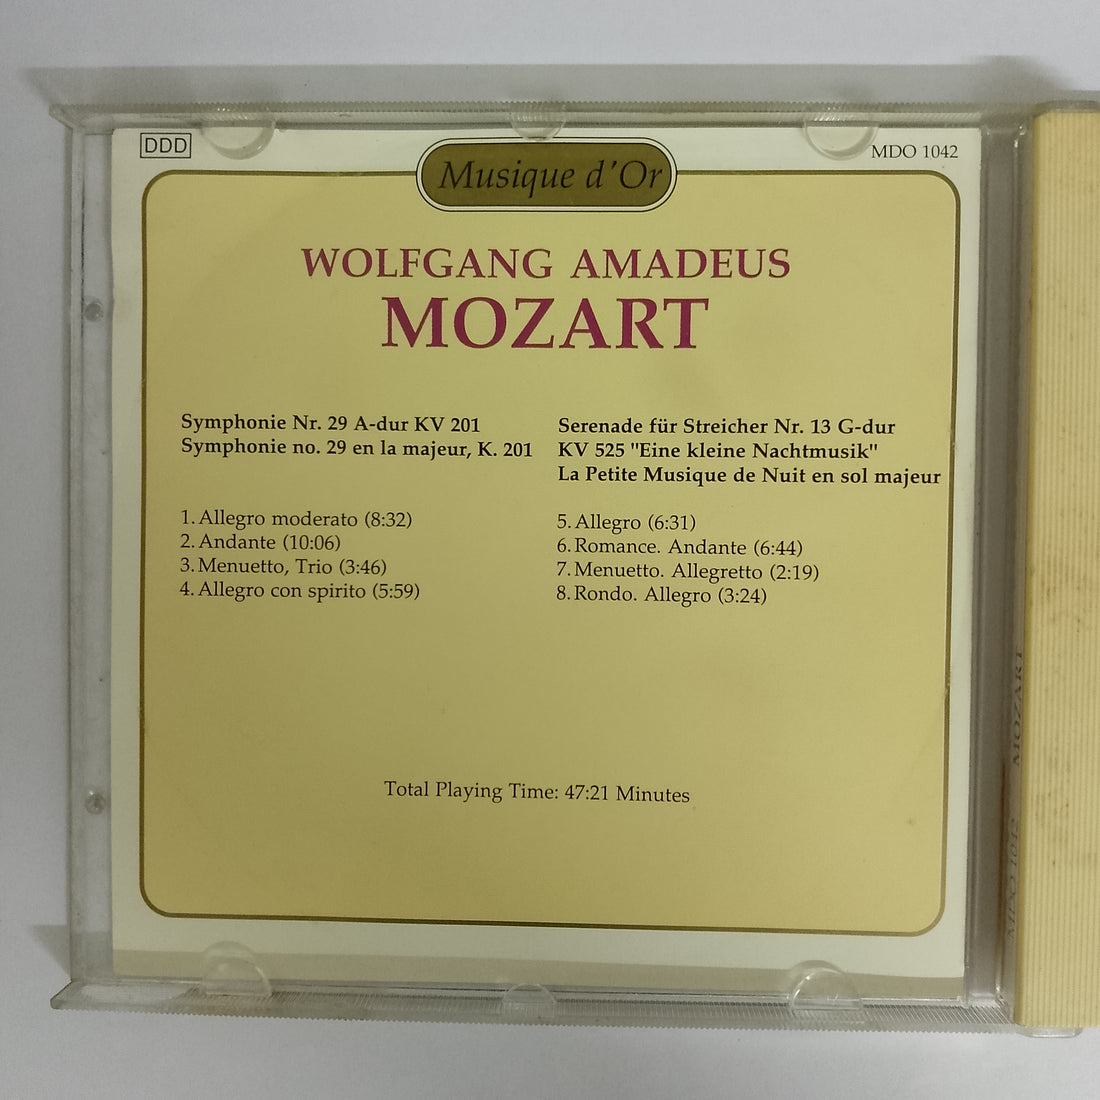 DDD
Musique d'Or
MDO 1042
WOLFGANG AMADEUS
MOZART
Symphonie Nr. 29 A-dur KV 201
Symphonie no. 29 en la majeur, K. 201
1. Allegro moderato (8:32)
2. Andante (10:06)
3. Menuetto, Trio (3:46)
4. Allegro con spirito (5:59)
Serenade für Streicher Nr. 13 G-dur
KV 525 "Eine kleine Nachtmusik"
La Petite Musique de Nuit en sol majeur
5. Allegro (6:31)
6. Romance. Andante (6:44)
7. Menuetto. Allegretto (2:19)
8. Rondo. Allegro (3:24)
Total Playing Time: 47:21 Minutes
MDO 1042 MOZART